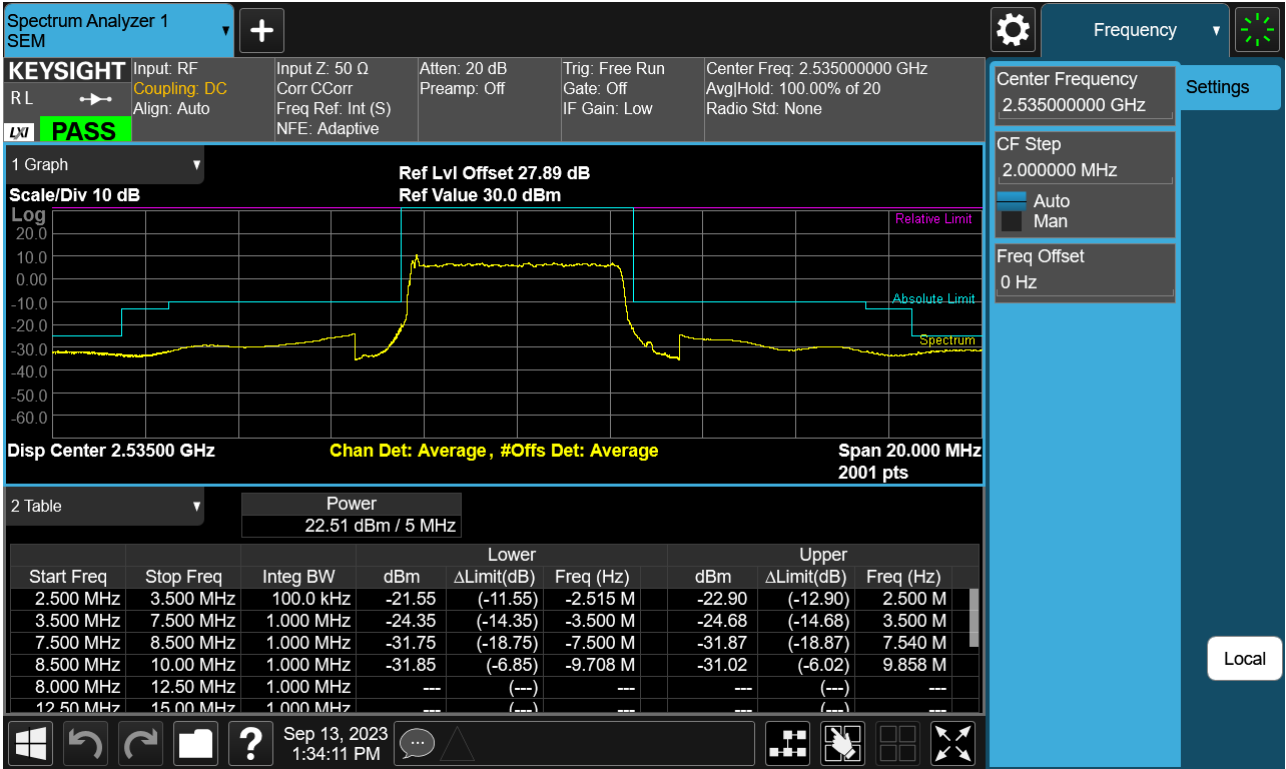 Spectrum Analyzer 1
SEM
+
Frequency
KEYSIGHT
RL
LXI
PASS
Input: RF
Coupling: DC
Align: Auto
Input Z: 50 Ω
Corr CCorr
Freq Ref: Int (S)
NFE: Adaptive
Atten: 20 dB
Preamp: Off
Trig: Free Run
Gate: Off
IF Gain: Low
Center Freq: 2.535000000 GHz
Avg|Hold: 100.00% of 20
Radio Std: None
Center Frequency
2.535000000 GHz
Settings
CF Step
2.000000 MHz
Auto
Man
Freq Offset
0 Hz
1 Graph
Scale/Div 10 dB
Ref Lvl Offset 27.89 dB
Ref Value 30.0 dBm
Log
20.0
10.0
0.00
-10.0
-20.0
-30.0
-40.0
-50.0
-60.0
Relative Limit
Absolute Limit
Spectrum
Disp Center 2.53500 GHz
Chan Det: Average, #Offs Det: Average
Span 20.000 MHz
2001 pts
2 Table
Power
22.51 dBm / 5 MHz
Lower Upper
Start Freq Stop Freq Integ BW dBm ΔLimit(dB) Freq (Hz) dBm ΔLimit(dB) Freq (Hz)
2.500 MHz 3.500 MHz 100.0 kHz -21.55 (-11.55) -2.515 M -22.90 (-12.90) 2.500 M
3.500 MHz 7.500 MHz 1.000 MHz -24.35 (-14.35) -3.500 M -24.68 (-14.68) 3.500 M
7.500 MHz 8.500 MHz 1.000 MHz -31.75 (-18.75) -7.500 M -31.87 (-18.87) 7.540 M
8.500 MHz 10.00 MHz 1.000 MHz -31.85 (-6.85) -9.708 M -31.02 (-6.02) 9.858 M
8.000 MHz 12.50 MHz 1.000 MHz --- (---) --- --- (---) ---
12.50 MHz 15.00 MHz 1.000 MHz --- (---) --- --- (---) ---
Local
?
Sep 13, 2023
1:34:11 PM